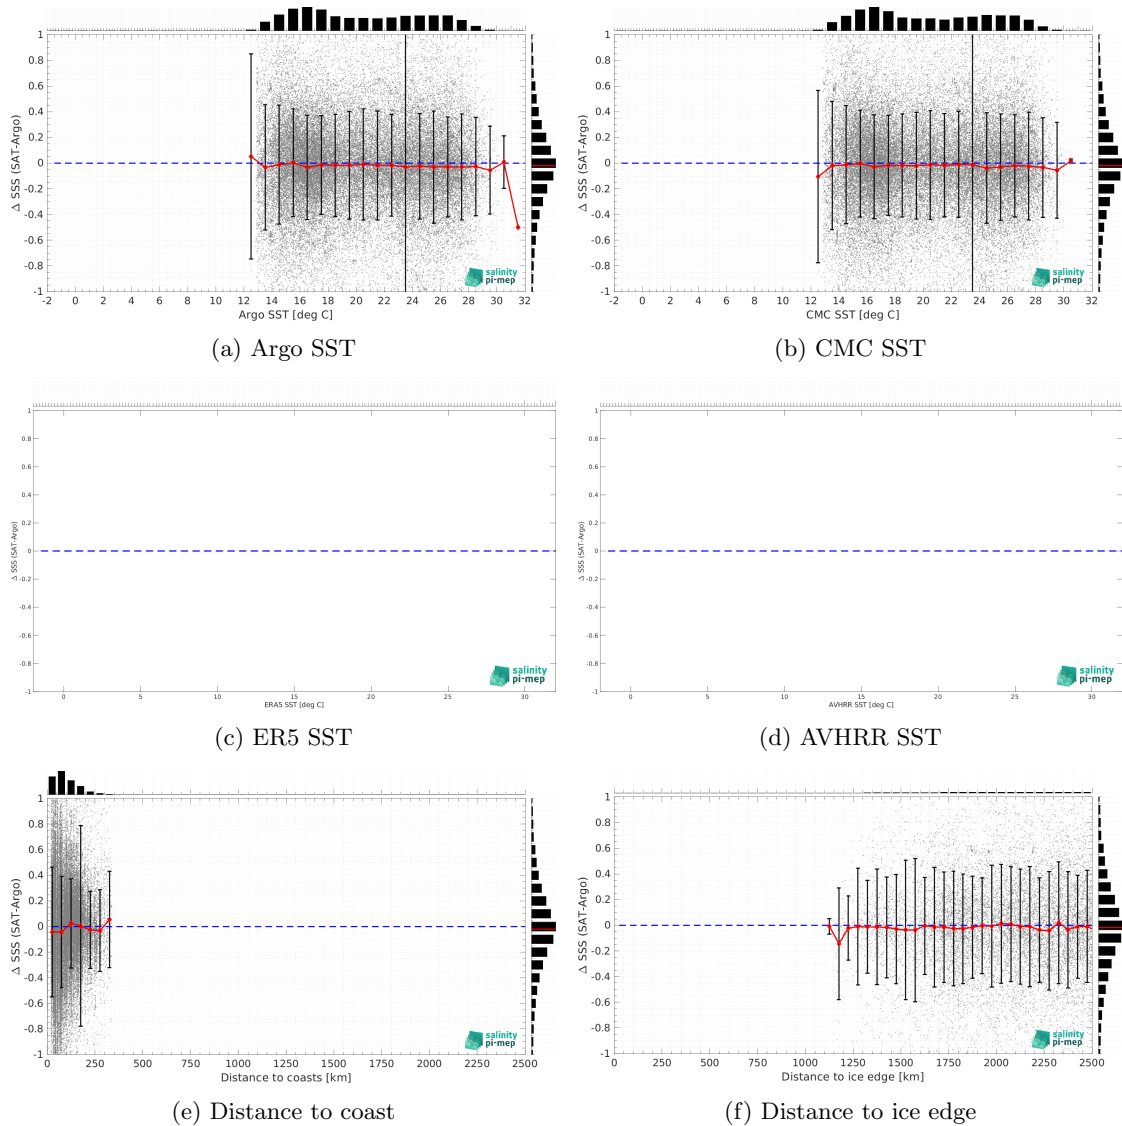 1
0.8
0.6
0.4
0.2
0
-0.2
-0.4
-0.6
-0.8
-1
Δ SSS (SAT-Argo)
-2 0 2 4 6 8 10 12 14 16 18 20 22 24 26 28 30 32
Argo SST [deg C]
salinity
pi-mep
(a) Argo SST
1
0.8
0.6
0.4
0.2
0
-0.2
-0.4
-0.6
-0.8
-1
Δ SSS (SAT-Argo)
-2 0 2 4 6 8 10 12 14 16 18 20 22 24 26 28 30 32
CMC SST [deg C]
salinity
pi-mep
(b) CMC SST
1
0.8
0.6
0.4
0.2
0
-0.2
-0.4
-0.6
-0.8
-1
Δ SSS (SAT-Argo)
0 5 10 15 20 25 30
ERA5 SST [deg C]
salinity
pi-mep
(c) ER5 SST
1
0.8
0.6
0.4
0.2
0
-0.2
-0.4
-0.6
-0.8
-1
Δ SSS (SAT-Argo)
0 5 10 15 20 25 30
AVHRR SST [deg C]
salinity
pi-mep
(d) AVHRR SST
1
0.8
0.6
0.4
0.2
0
-0.2
-0.4
-0.6
-0.8
-1
Δ SSS (SAT-Argo)
0 250 500 750 1000 1250 1500 1750 2000 2250 2500
Distance to coasts [km]
salinity
pi-mep
(e) Distance to coast
1
0.8
0.6
0.4
0.2
0
-0.2
-0.4
-0.6
-0.8
-1
Δ SSS (SAT-Argo)
0 250 500 750 1000 1250 1500 1750 2000 2250 2500
Distance to ice edge [km]
salinity
pi-mep
(f) Distance to ice edge